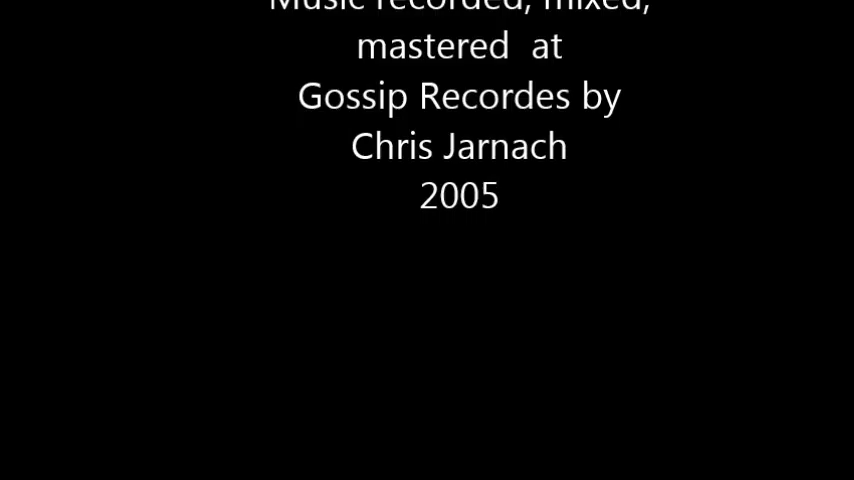 Music recorded, mixed,
mastered at
Gossip Recordes by
Chris Jarnach
2005